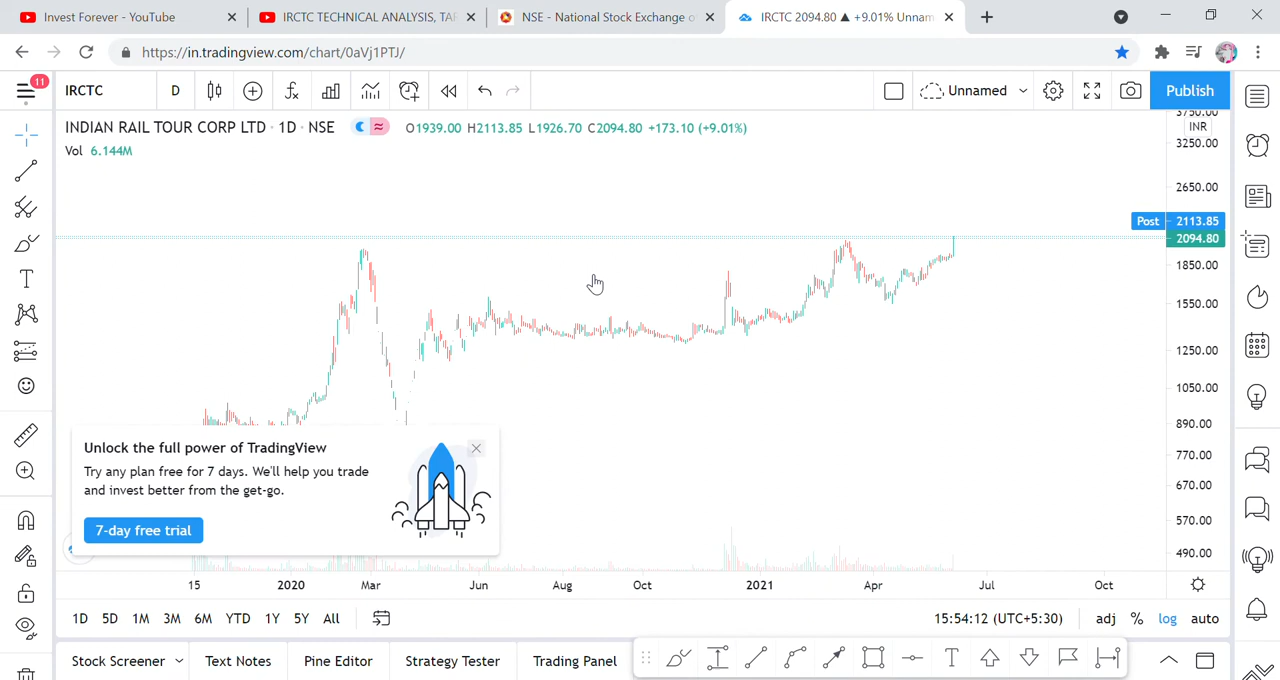 Invest Forever - YouTube
IRCTC TECHNICAL ANALYSIS, TAR
NSE - National Stock Exchange o
IRCTC 2094.80 ▲ +9.01% Unnam
https://in.tradingview.com/chart/0aVj1PTJ/
11
IRCTC
D
Unnamed
Publish
INDIAN RAIL TOUR CORP LTD · 1D · NSE
O1939.00 H2113.85 L1926.70 C2094.80 +173.10 (+9.01%)
Vol 6.144M
3750.00
INR
3250.00
2650.00
Post 2113.85
2094.80
1850.00
1550.00
1250.00
1050.00
890.00
770.00
670.00
570.00
490.00
Unlock the full power of TradingView
Try any plan free for 7 days. We'll help you trade
and invest better from the get-go.
7-day free trial
15 2020 Mar Jun Aug Oct 2021 Apr Jul Oct
1D 5D 1M 3M 6M YTD 1Y 5Y All
15:54:12 (UTC+5:30) adj % log auto
Stock Screener Text Notes Pine Editor Strategy Tester Trading Panel